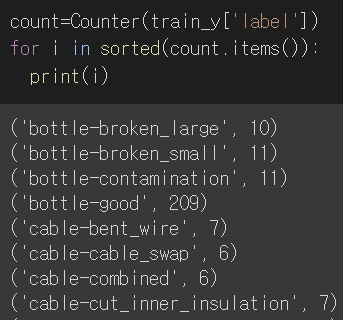 count=Counter(train_y['label'])
for i in sorted(count.items()):
  print(i)
('bottle-broken_large', 10)
('bottle-broken_small', 11)
('bottle-contamination', 11)
('bottle-good', 209)
('cable-bent_wire', 7)
('cable-cable_swap', 6)
('cable-combined', 6)
('cable-cut_inner_insulation', 7)